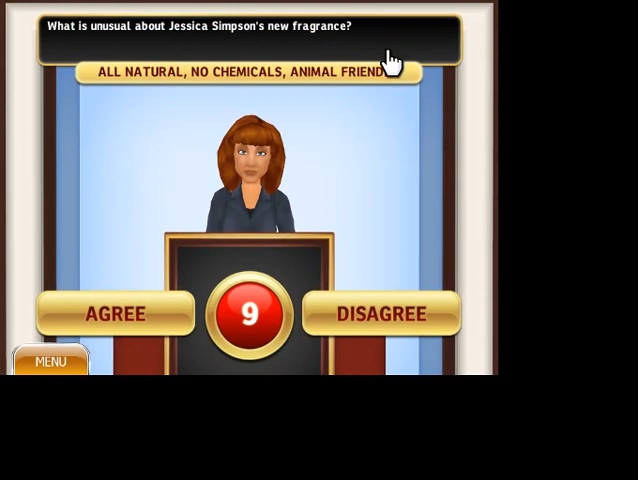 What is unusual about Jessica Simpson's new fragrance?
ALL NATURAL, NO CHEMICALS, ANIMAL FRIEND
AGREE
9
DISAGREE
MENU